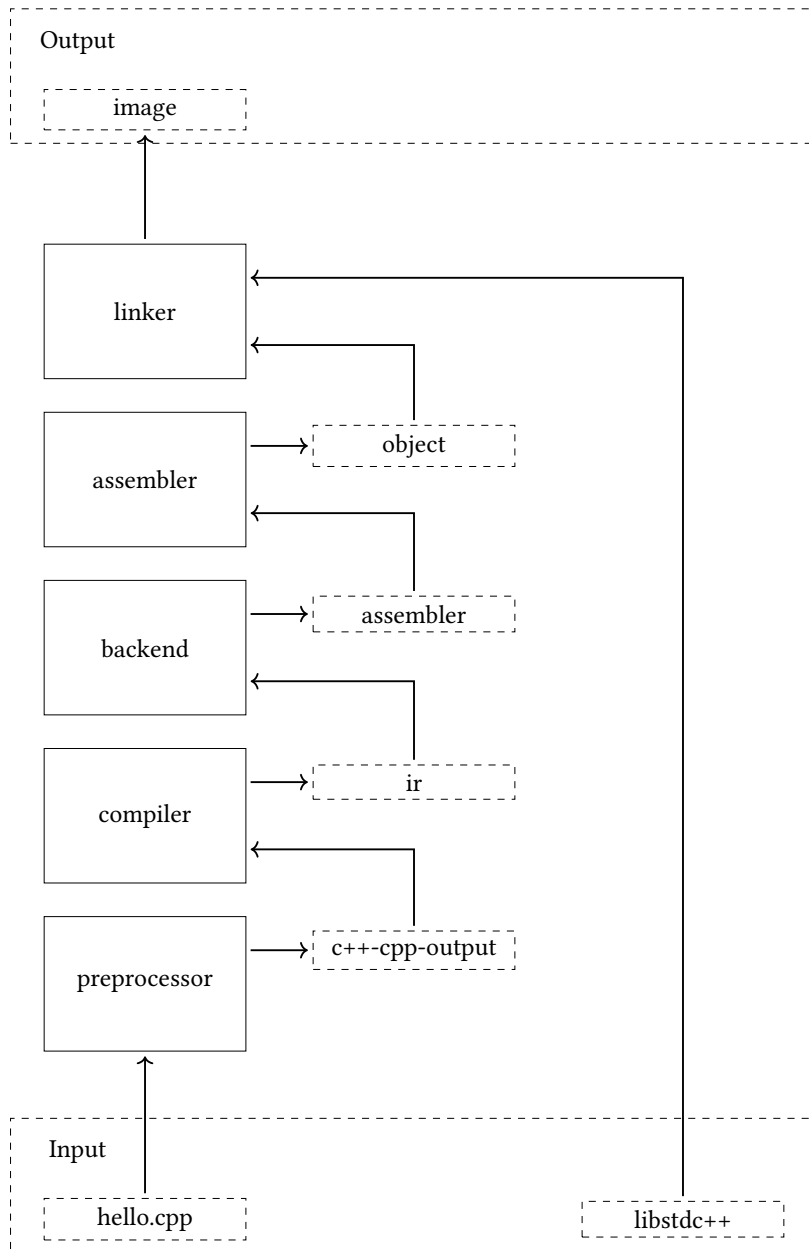 Output
image
linker
object
assembler
assembler
backend
ir
compiler
c++-cpp-output
preprocessor
Input
hello.cpp
libstdc++